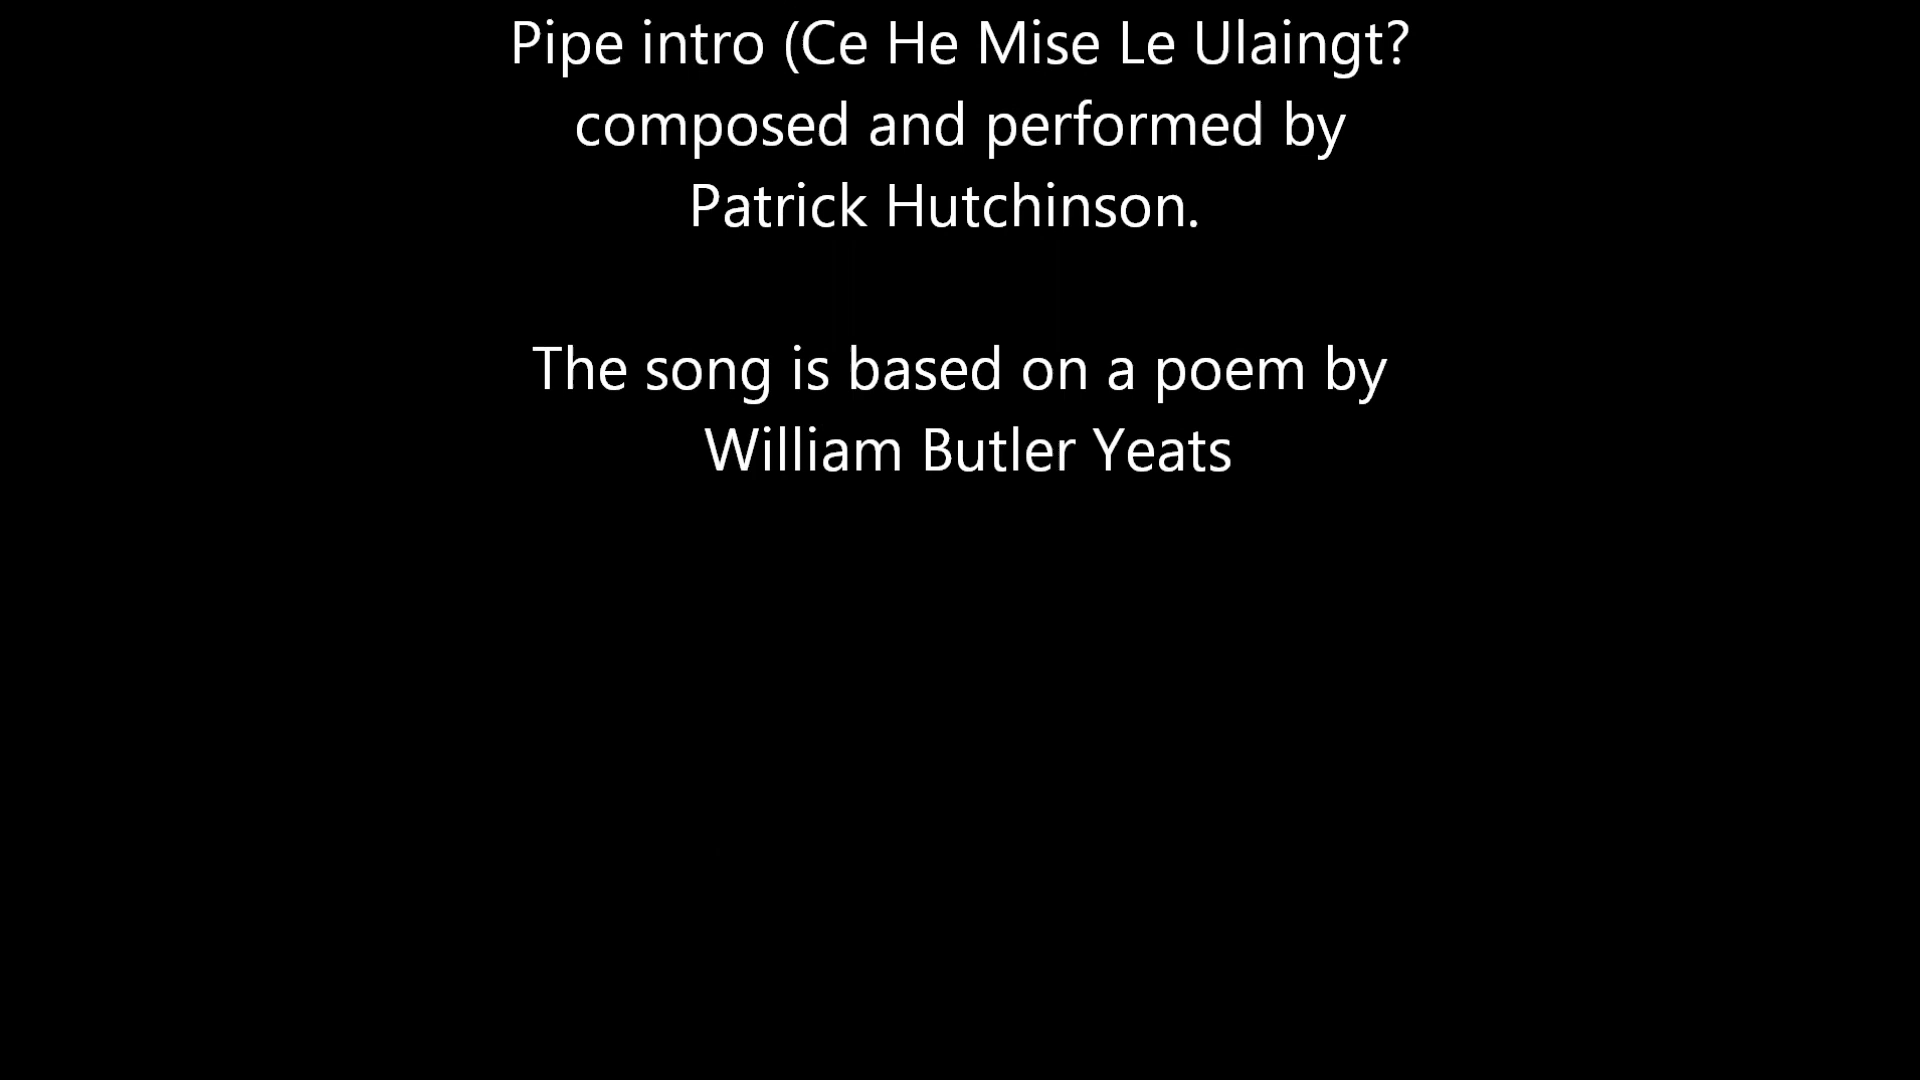 Pipe intro (Ce He Mise Le Ulaingt?
composed and performed by
Patrick Hutchinson.
The song is based on a poem by
William Butler Yeats